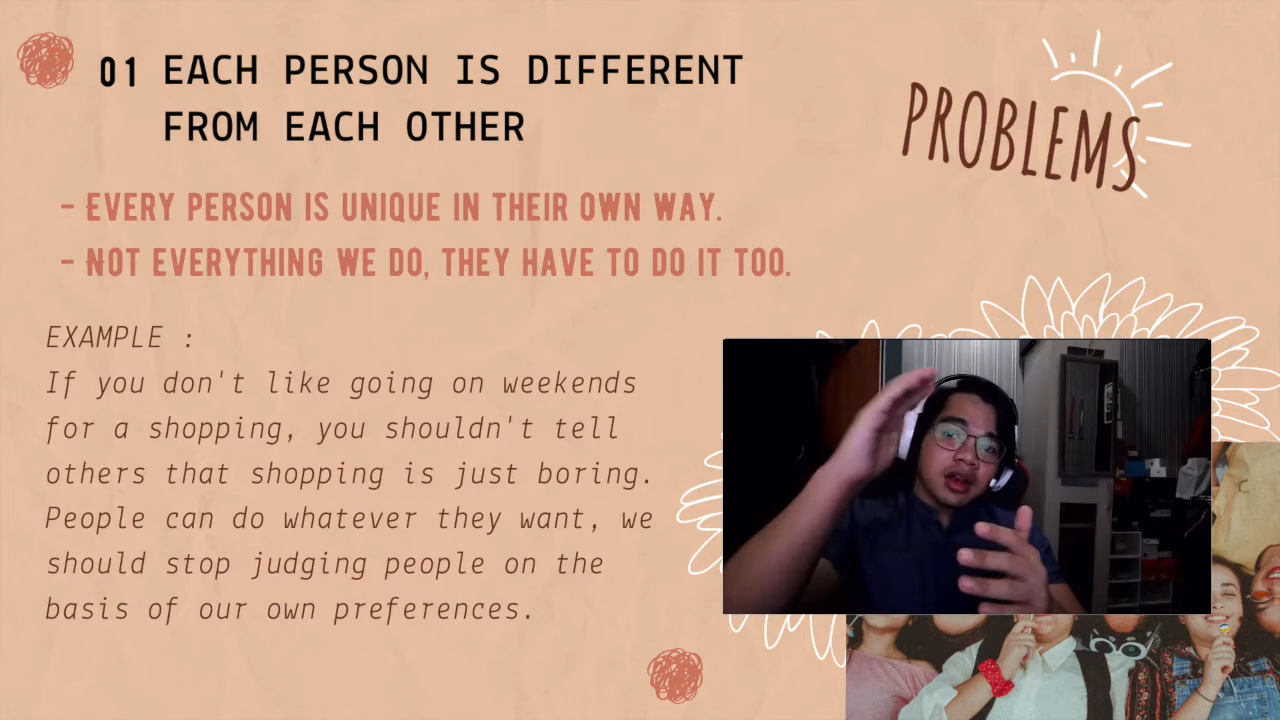 01 EACH PERSON IS DIFFERENT
FROM EACH OTHER
PROBLEMS
- EVERY PERSON IS UNIQUE IN THEIR OWN WAY.
- NOT EVERYTHING WE DO, THEY HAVE TO DO IT TOO.
EXAMPLE :
If you don't like going on weekends
for a shopping, you shouldn't tell
others that shopping is just boring.
People can do whatever they want, we
should stop judging people on the
basis of our own preferences.